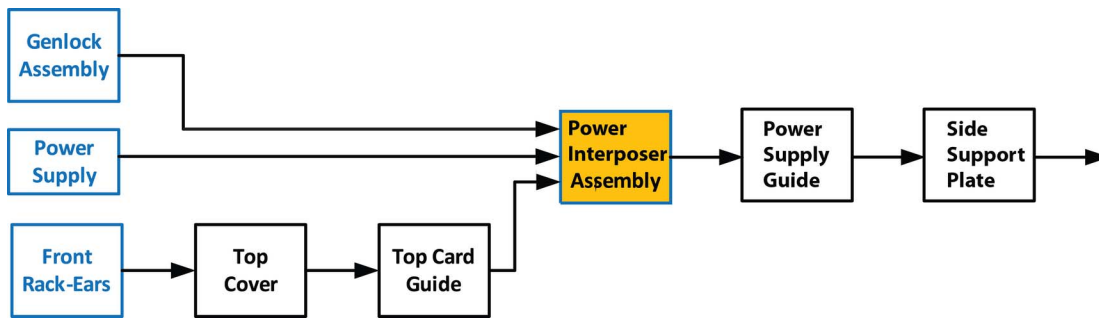 Genlock
Assembly
Power
Supply
Front
Rack-Ears
Top
Cover
Top Card
Guide
Power
Interposer
Assembly
Power
Supply
Guide
Side
Support
Plate